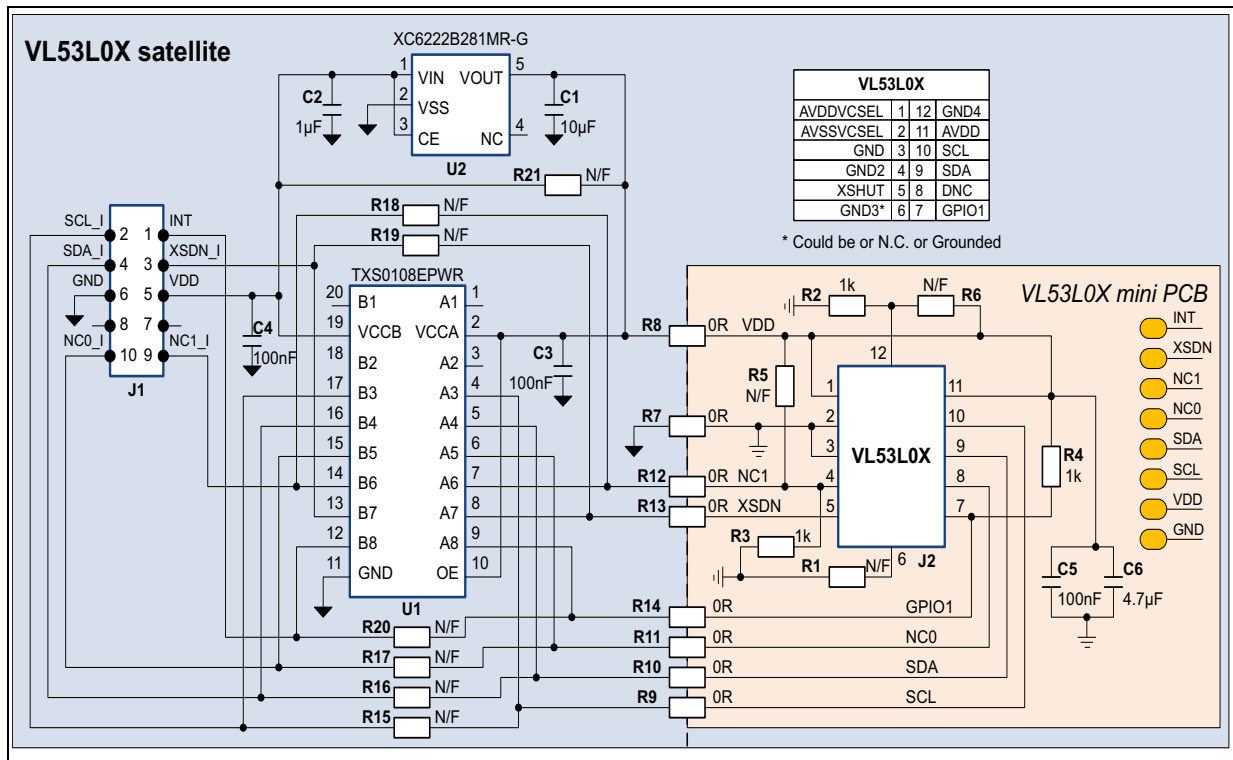 VL53L0X satellite
XC6222B281MR-G
1 VIN VOUT 5
2 VSS
3 CE NC 4
U2
C2
1µF
C1
10µF
R21 N/F
R18 N/F
R19 N/F
VL53L0X
AVDDVCSEL 1 12 GND4
AVSSVCSEL 2 11 AVDD
GND 3 10 SCL
GND2 4 9 SDA
XSHUT 5 8 DNC
GND3* 6 7 GPIO1
* Could be or N.C. or Grounded
SCL_I 2 1 INT
SDA_I 4 3 XSDN_I
GND 6 5 VDD
8 7
NC0_I 10 9 NC1_I
J1
C4
100nF
TXS0108EPWR
20 B1 A1 1
19 VCCB VCCA 2
18 B2 A2 3
17 B3 A3 4
16 B4 A4 5
15 B5 A5 6
14 B6 A6 7
13 B7 A7 8
12 B8 A8 9
11 GND OE 10
U1
C3
100nF
R20 N/F
R17 N/F
R16 N/F
R15 N/F
VL53L0X mini PCB
R2 1k
N/F R6
R8 0R VDD
R5
N/F
R7 0R
R12 0R NC1
R13 0R XSDN
R3 1k
R1 N/F
12
1 11
2 10
3 9
4 8
5 7
6
VL53L0X
J2
R4
1k
C5
100nF
C6
4.7µF
R14 0R GPIO1
R11 0R NC0
R10 0R SDA
R9 0R SCL
INT
XSDN
NC1
NC0
SDA
SCL
VDD
GND